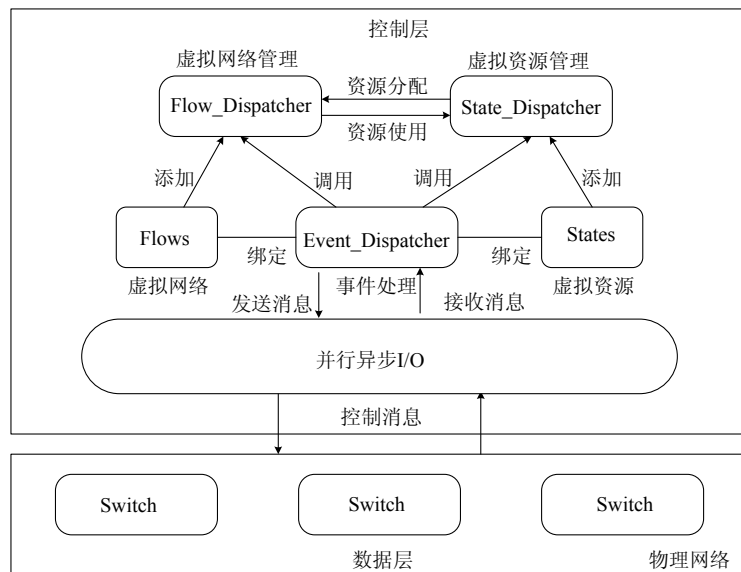 控制层
虚拟网络管理
虚拟资源管理
资源分配
Flow_Dispatcher
State_Dispatcher
资源使用
添加
调用
调用
添加
Flows
Event_Dispatcher
States
绑定
绑定
虚拟网络
事件处理
虚拟资源
发送消息
接收消息
并行异步I/O
控制消息
Switch
Switch
Switch
数据层
物理网络